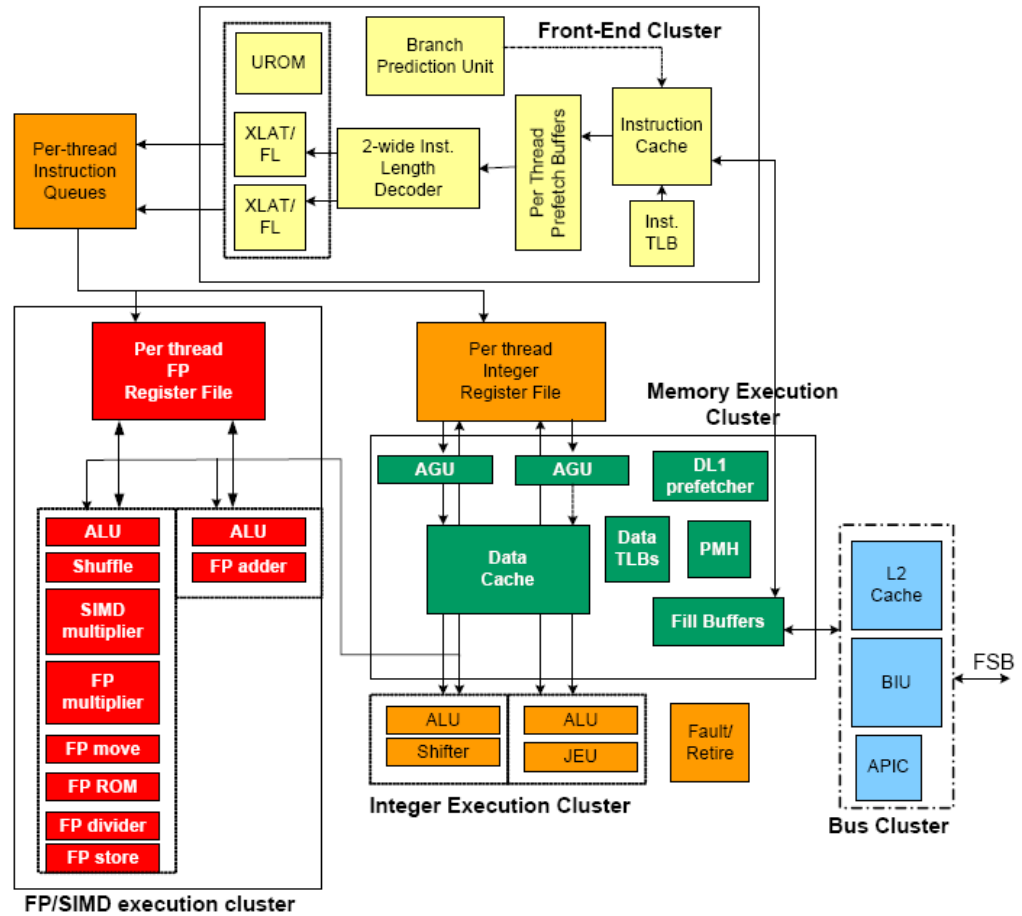 Front-End Cluster
UROM
Branch
Prediction Unit
XLAT/
FL
XLAT/
FL
2-wide Inst.
Length
Decoder
Per Thread
Prefetch Buffers
Instruction
Cache
Inst.
TLB
Per-thread
Instruction
Queues
Per thread
FP
Register File
Per thread
Integer
Register File
Memory Execution
Cluster
AGU
AGU
DL1
prefetcher
Data
Cache
Data
TLBs
PMH
Fill Buffers
ALU
Shuffle
SIMD
multiplier
FP
multiplier
FP move
FP ROM
FP divider
FP store
ALU
FP adder
FP/SIMD execution cluster
ALU
Shifter
ALU
JEU
Integer Execution Cluster
Fault/
Retire
L2
Cache
BIU
APIC
Bus Cluster
FSB